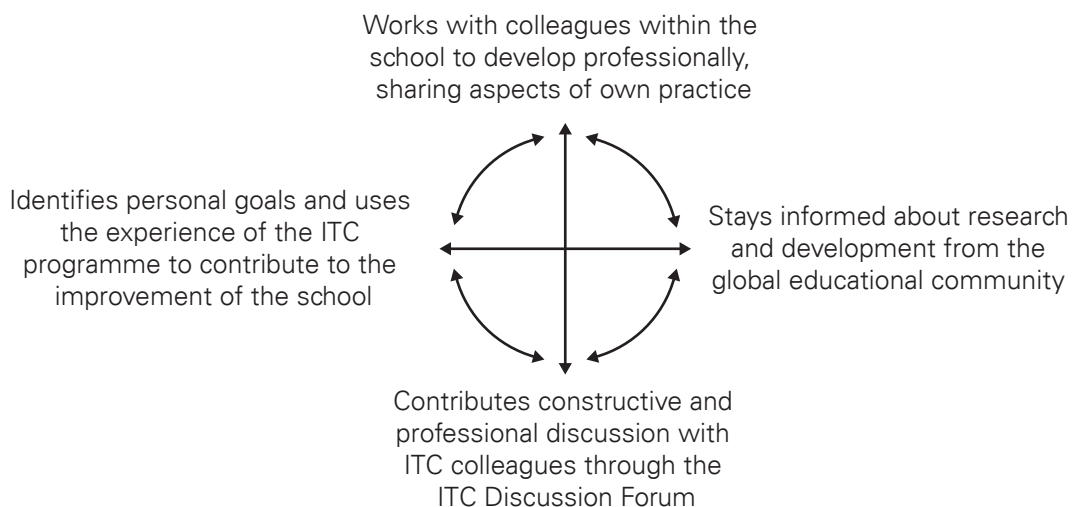 Works with colleagues within the
school to develop professionally,
sharing aspects of own practice
Identifies personal goals and uses
the experience of the ITC
programme to contribute to the
improvement of the school
Stays informed about research
and development from the
global educational community
Contributes constructive and
professional discussion with
ITC colleagues through the
ITC Discussion Forum